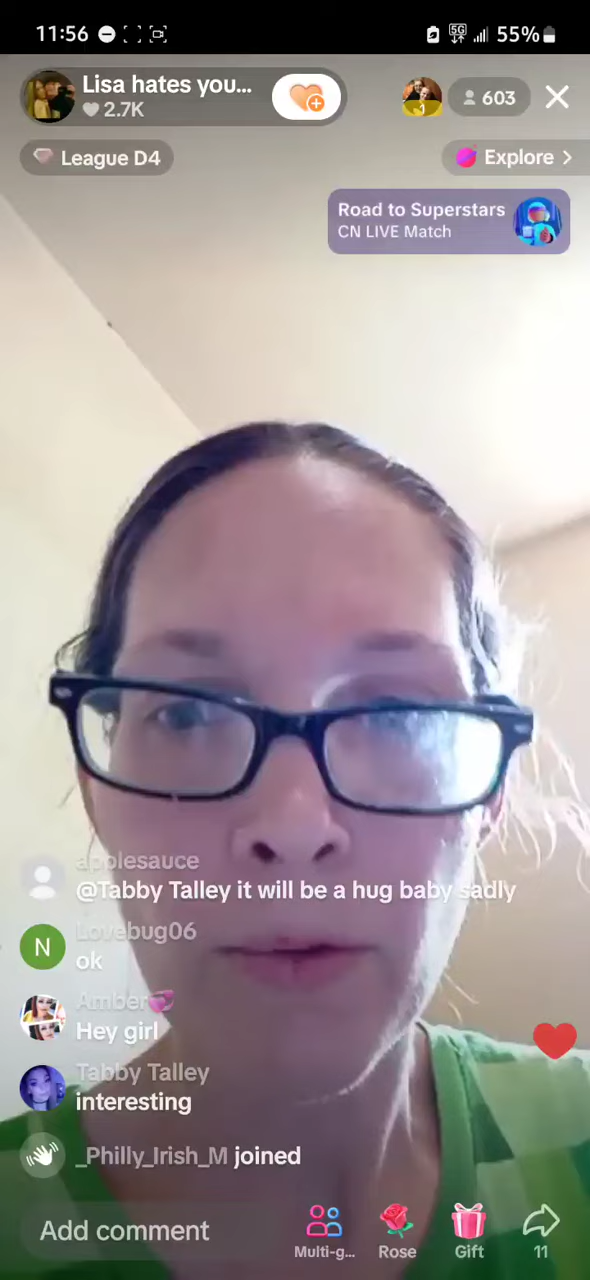 11:56
5G
55%
Lisa hates you...
2.7K
1
603
League D4
Explore
Road to Superstars
CN LIVE Match
applesauce
@Tabby Talley it will be a hug baby sadly
N
Lovebug06
ok
Amber
Hey girl
Tabby Talley
interesting
_Philly_Irish_M joined
Add comment
Multi-g...
Rose
Gift
11